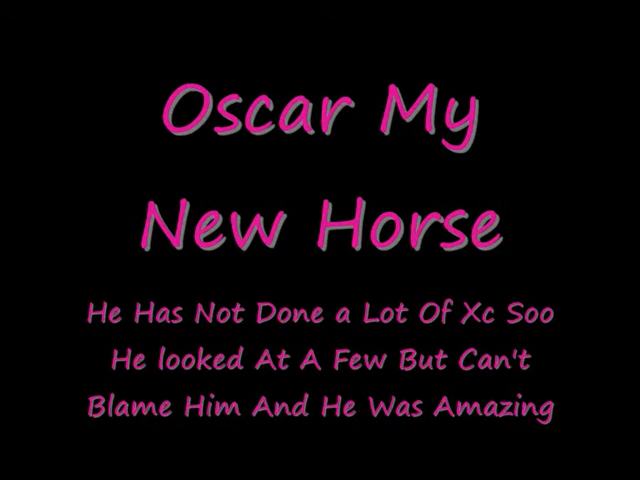 Oscar My
New Horse
He Has Not Done a Lot Of Xc Soo
He looked At A Few But Can't
Blame Him And He Was Amazing